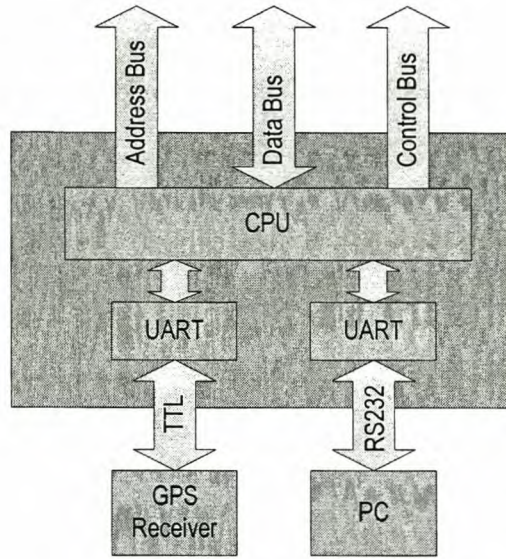 Address Bus
Data Bus
Control Bus
CPU
UART
UART
TTL
RS232
GPS
Receiver
PC